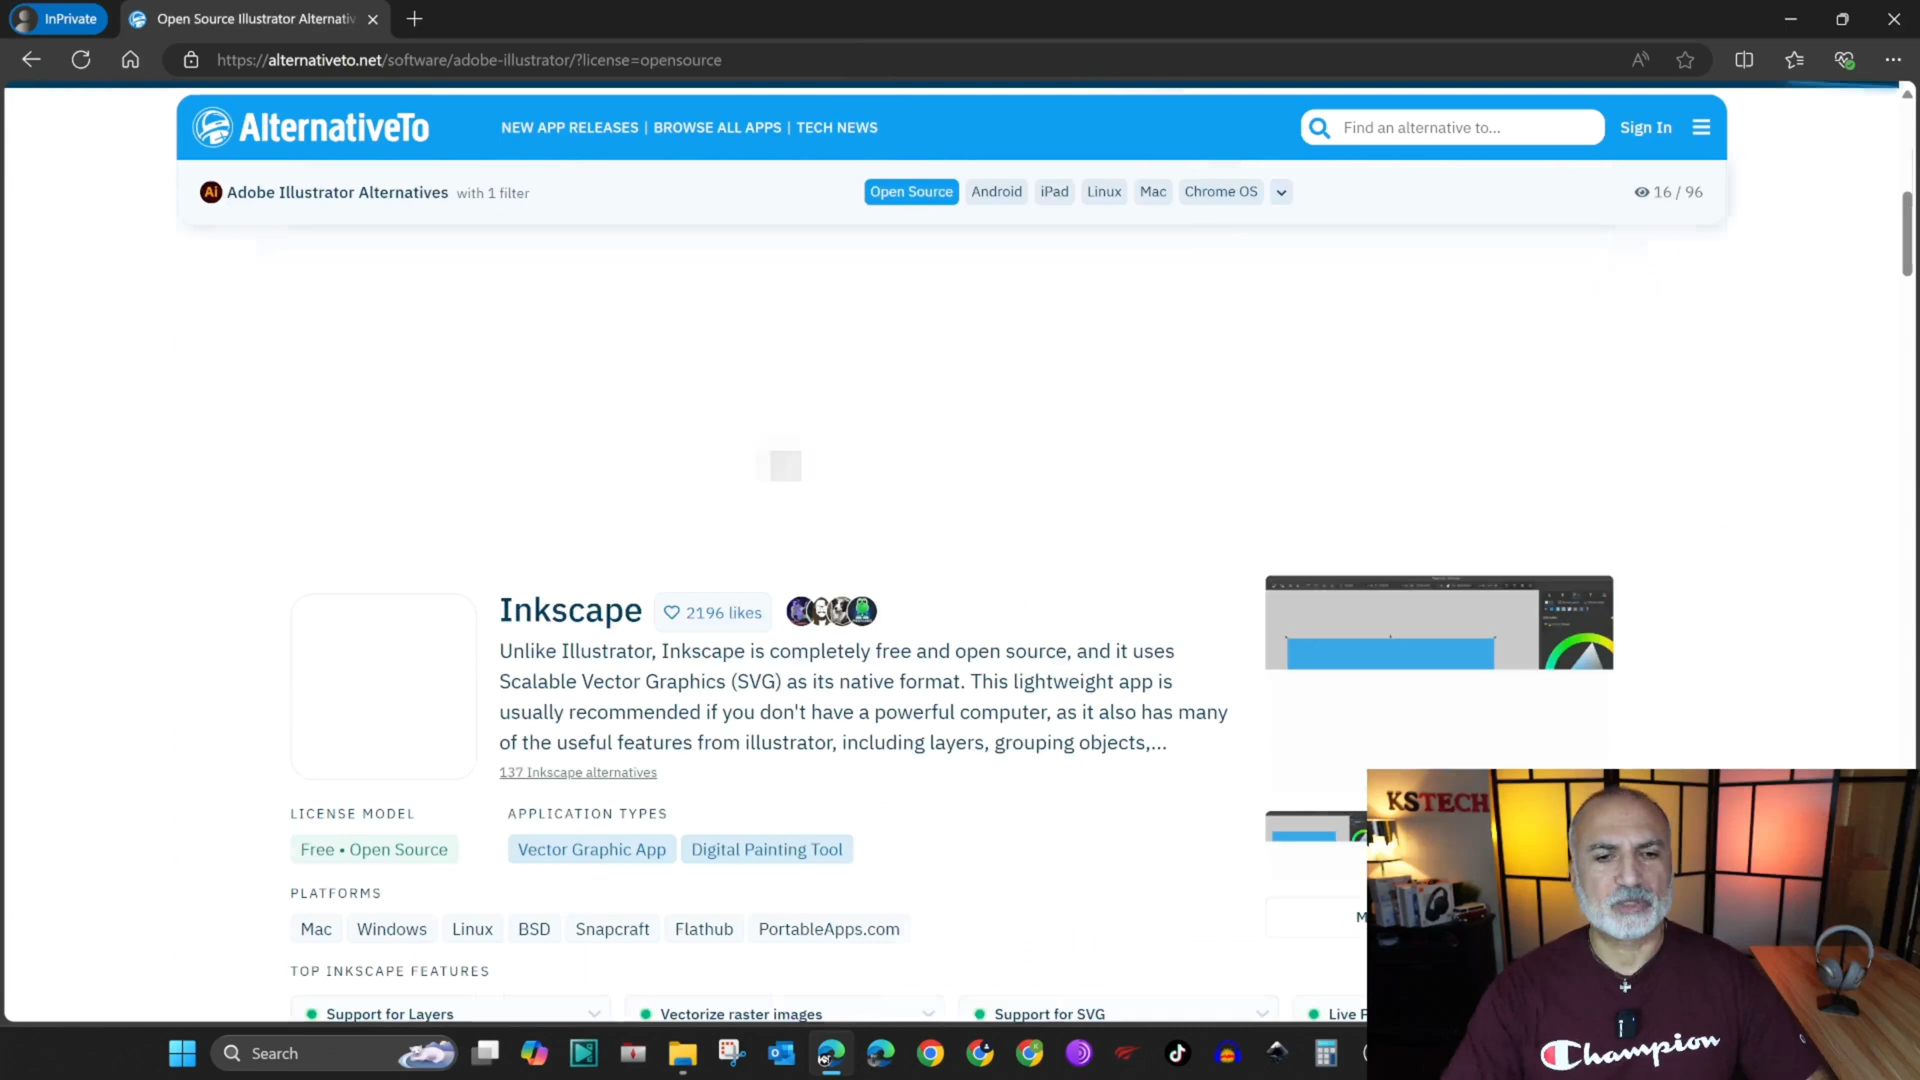 InPrivate
Open Source Illustrator Alternativ
https://alternativeto.net/software/adobe-illustrator/?license=opensource
AlternativeTo
NEW APP RELEASES | BROWSE ALL APPS | TECH NEWS
Find an alternative to...
Sign In
Ai Adobe Illustrator Alternatives with 1 filter
Open Source
Android
iPad
Linux
Mac
Chrome OS
16 / 96
Inkscape
2196 likes
Unlike Illustrator, Inkscape is completely free and open source, and it uses
Scalable Vector Graphics (SVG) as its native format. This lightweight app is
usually recommended if you don't have a powerful computer, as it also has many
of the useful features from illustrator, including layers, grouping objects,...
137 Inkscape alternatives
LICENSE MODEL
APPLICATION TYPES
Free • Open Source
Vector Graphic App
Digital Painting Tool
PLATFORMS
Mac
Windows
Linux
BSD
Snapcraft
Flathub
PortableApps.com
TOP INKSCAPE FEATURES
Support for Layers
Vectorize raster images
Support for SVG
Live P
KSTECH
Champion
Search